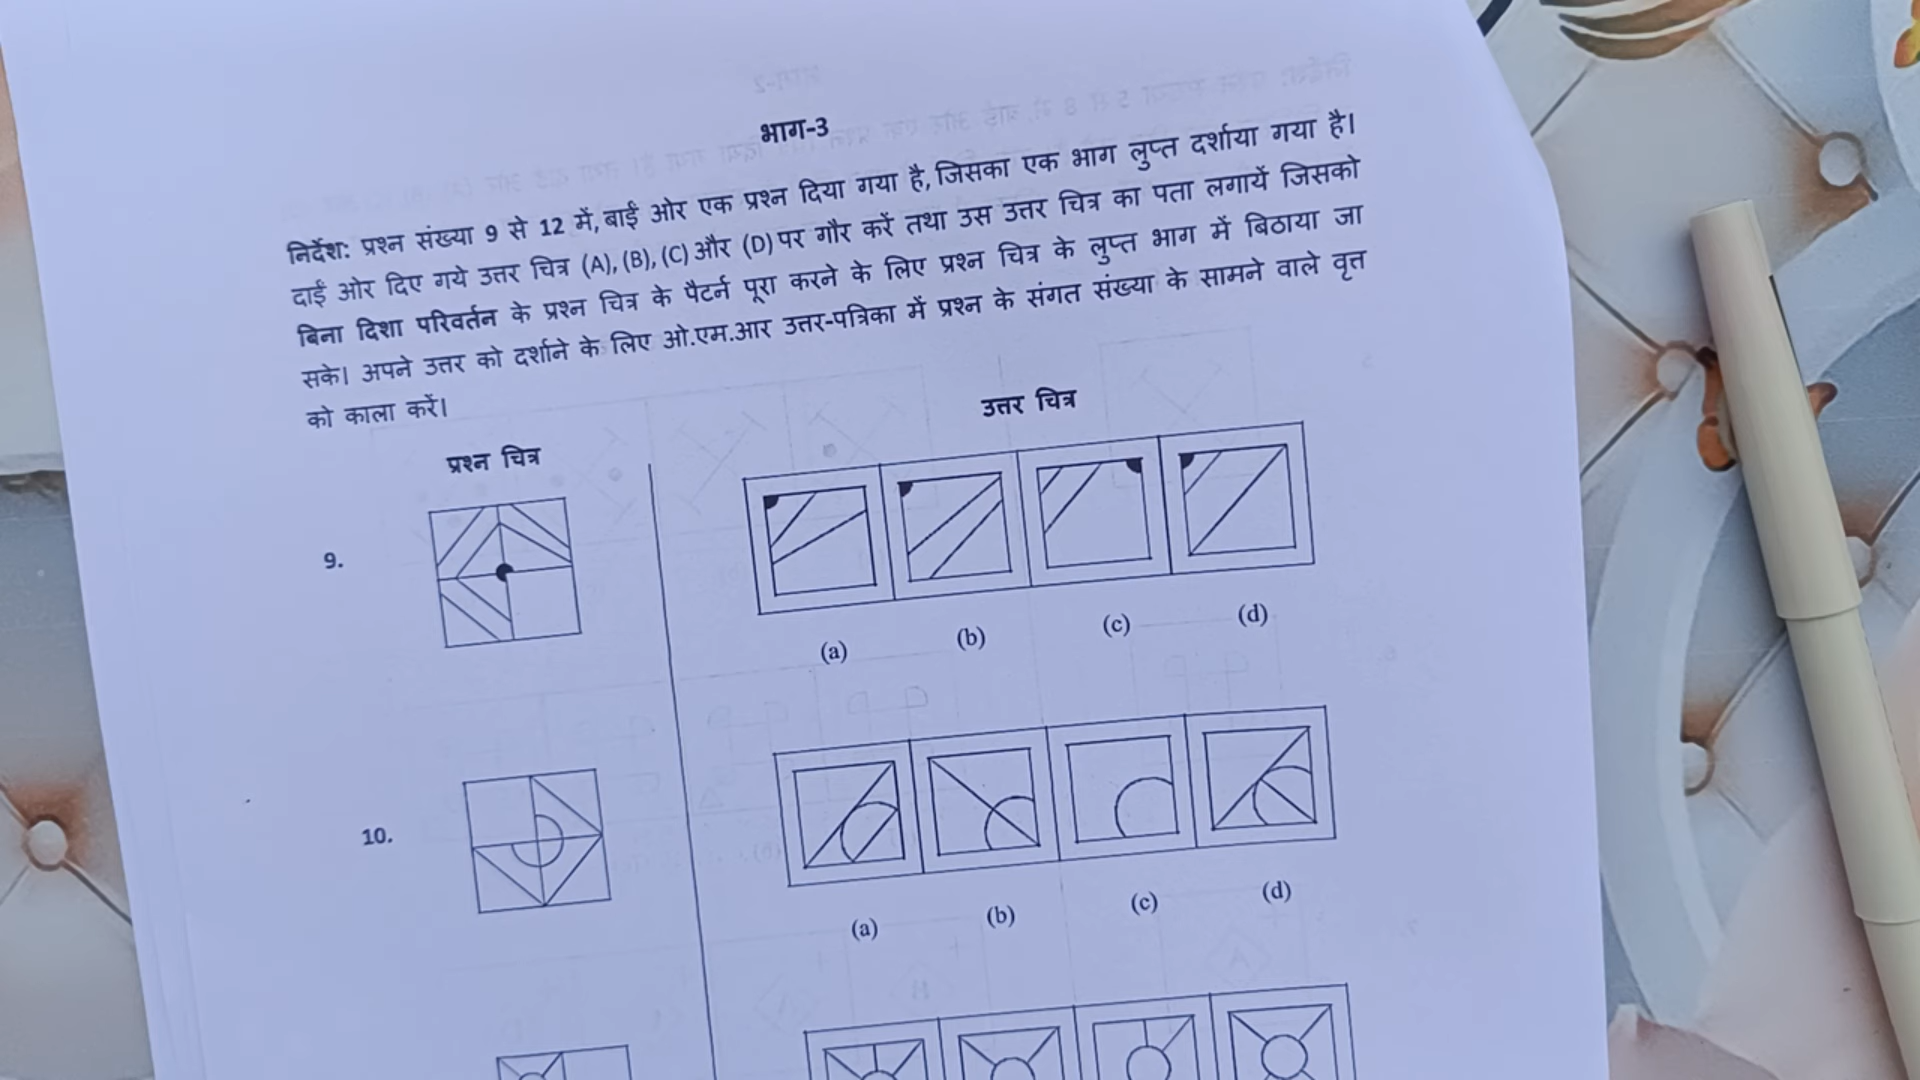 भाग-3
निर्देश: प्रश्न संख्या 9 से 12 में, बाईं ओर एक प्रश्न दिया गया है, जिसका एक भाग लुप्त दर्शाया गया है।
दाईं ओर दिए गये उत्तर चित्र (A), (B), (C) और (D) पर गौर करें तथा उस उत्तर चित्र का पता लगायें जिसको
बिना दिशा परिवर्तन के प्रश्न चित्र के पैटर्न पूरा करने के लिए प्रश्न चित्र के लुप्त भाग में बिठाया जा
सके। अपने उत्तर को दर्शाने के लिए ओ.एम.आर उत्तर-पत्रिका में प्रश्न के संगत संख्या के सामने वाले वृत्त
को काला करें।
प्रश्न चित्र उत्तर चित्र
9.
(a) (b) (c) (d)
10.
(a) (b) (c) (d)